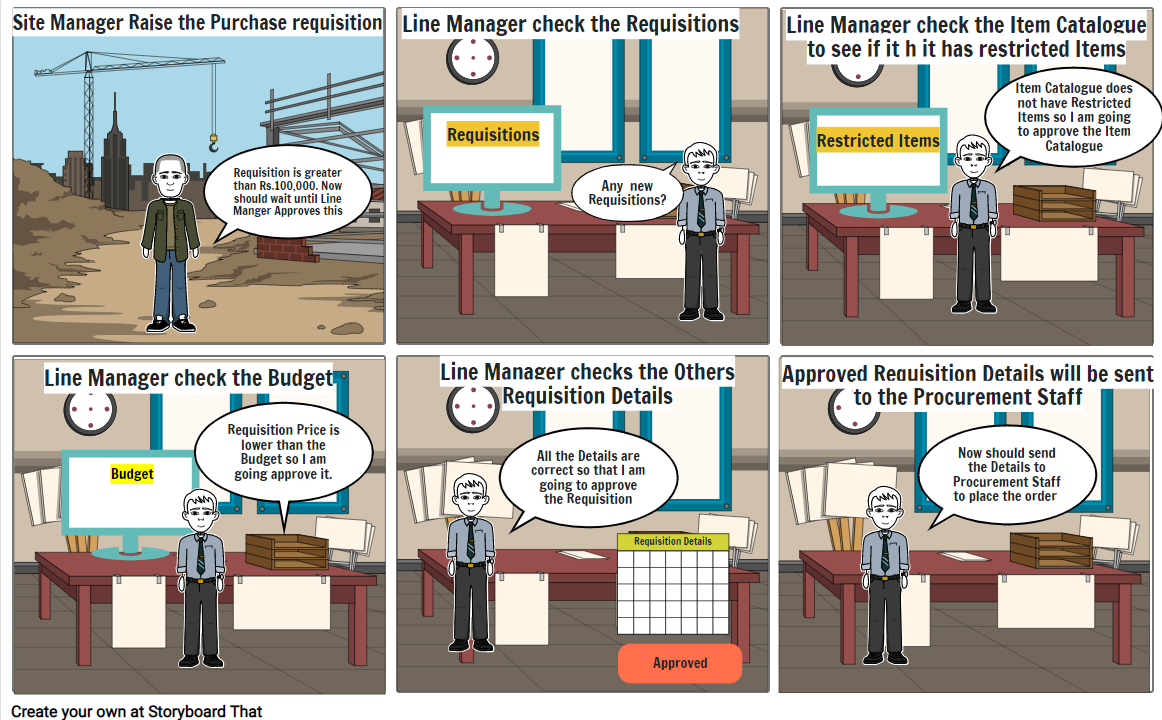 Site Manager Raise the Purchase requisition
Requisition is greater
than Rs.100,000. Now
should wait until Line
Manger Approves this
Line Manager check the Requisitions
Requisitions
Any new
Requisitions?
Line Manager check the Item Catalogue
to see if it h it has restricted Items
Restricted Items
Item Catalogue does
not have Restricted
Items so I am going
to approve the Item
Catalogue
Line Manager check the Budget
Budget
Requisition Price is
lower than the
Budget so I am
going approve it.
Line Manager checks the Others
Requisition Details
All the Details are
correct so that I am
going to approve
the Requisition
Requisition Details
Approved
Approved Requisition Details will be sent
to the Procurement Staff
Now should send
the Details to
Procurement Staff
to place the order
Create your own at Storyboard That